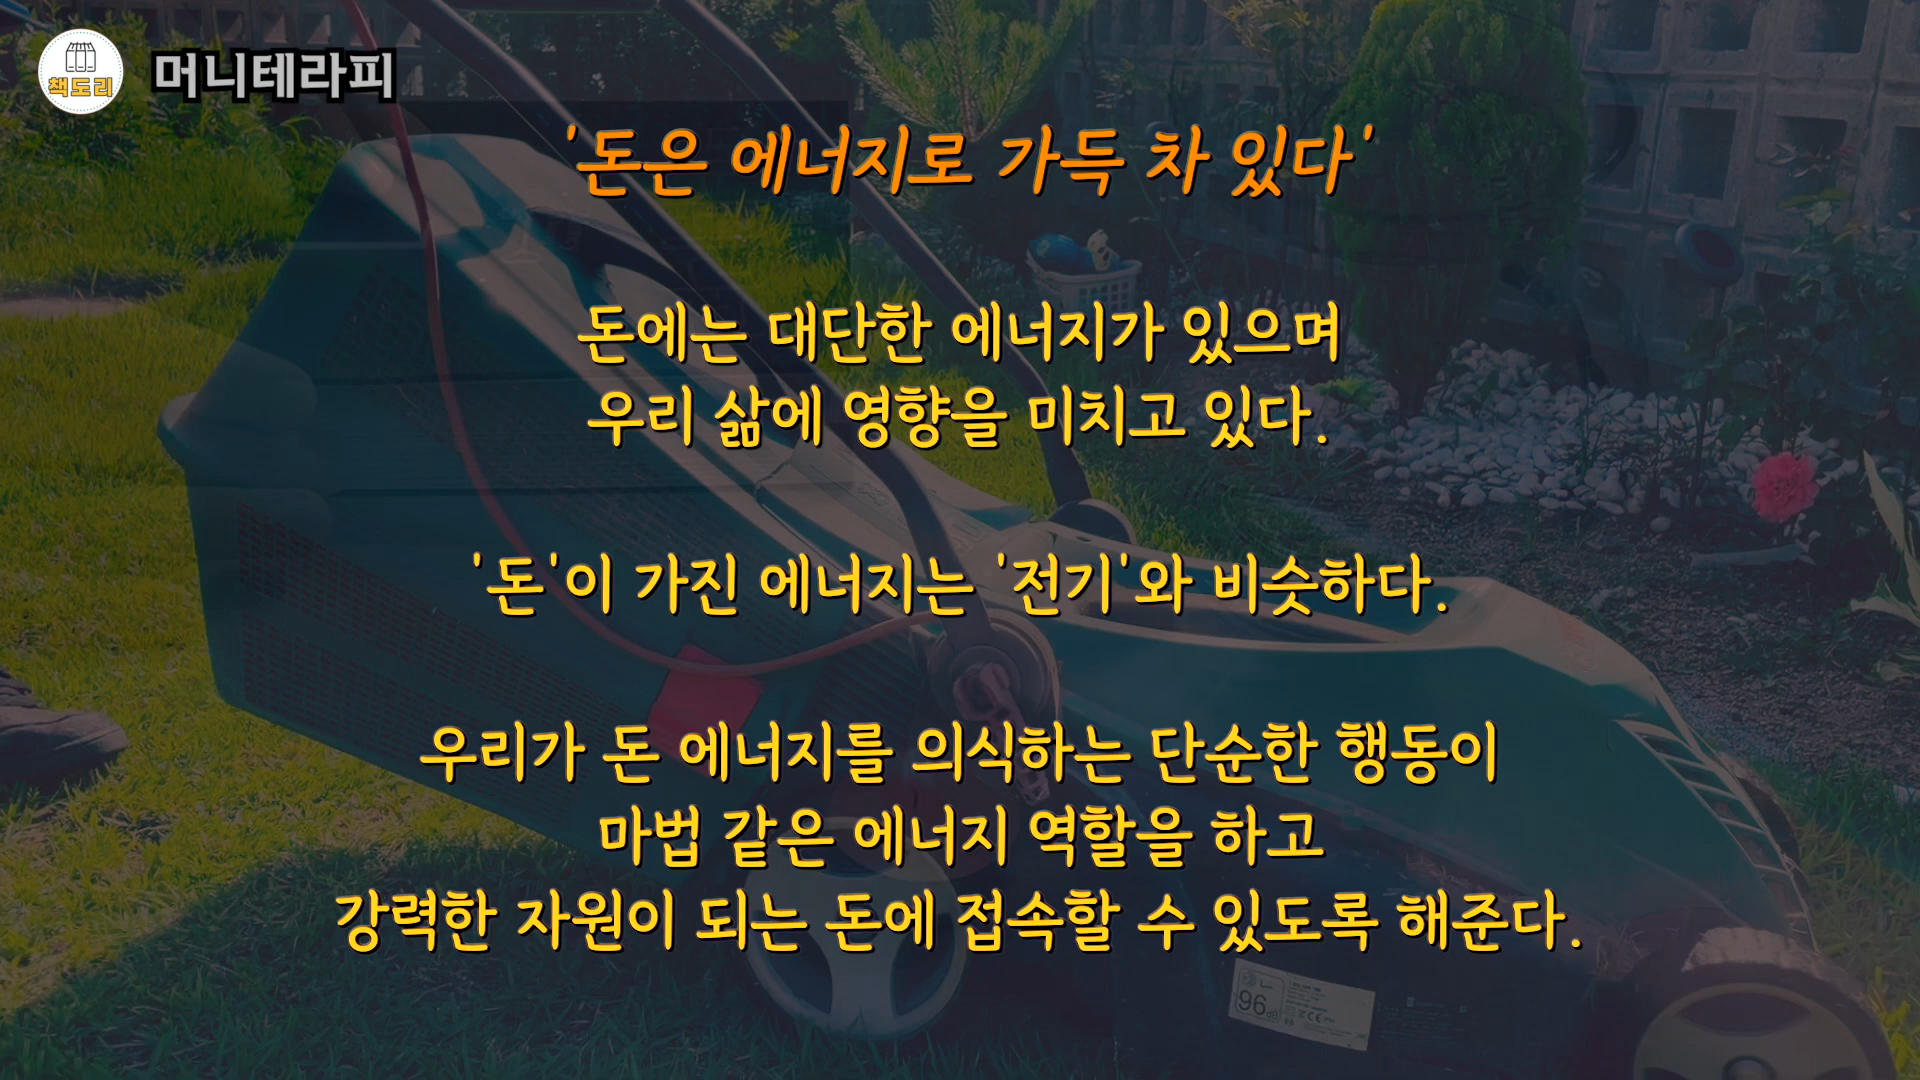 책도리
머니테라피
'돈은 에너지로 가득 차 있다'
돈에는 대단한 에너지가 있으며
우리 삶에 영향을 미치고 있다.
'돈'이 가진 에너지는 '전기'와 비슷하다.
우리가 돈 에너지를 의식하는 단순한 행동이
마법 같은 에너지 역할을 하고
강력한 자원이 되는 돈에 접속할 수 있도록 해준다.
96dB